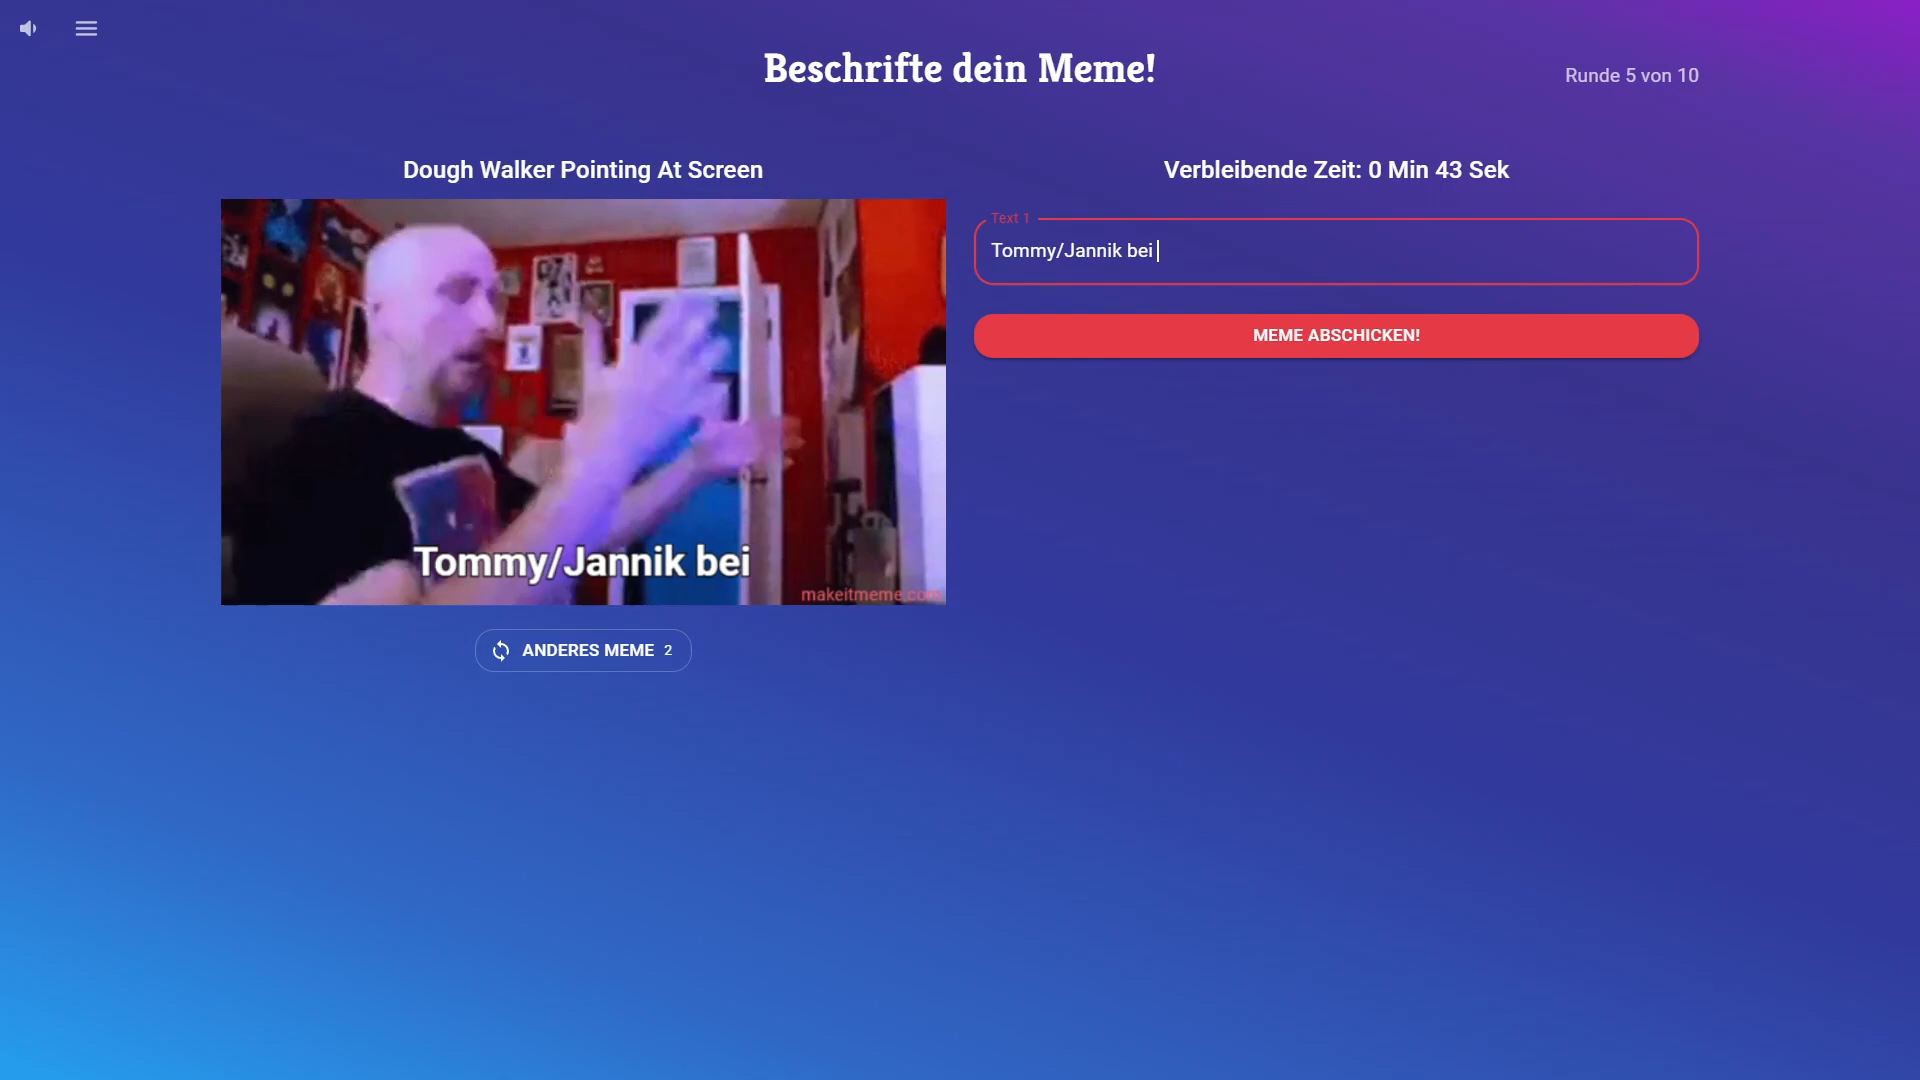 Beschrifte dein Meme!
Runde 5 von 10
Dough Walker Pointing At Screen
Tommy/Jannik bei
makeitmeme.com
ANDERES MEME 2
Verbleibende Zeit: 0 Min 43 Sek
Text 1
Tommy/Jannik bei
MEME ABSCHICKEN!